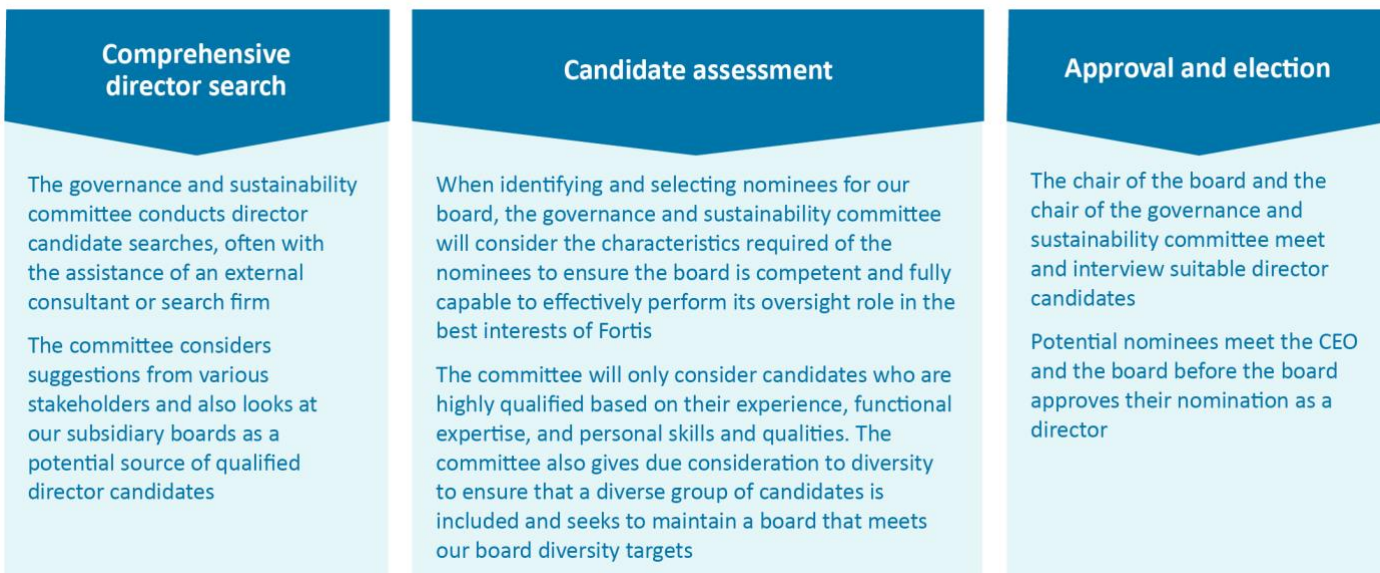 Comprehensive
director search
The governance and sustainability
committee conducts director
candidate searches, often with
the assistance of an external
consultant or search firm
The committee considers
suggestions from various
stakeholders and also looks at
our subsidiary boards as a
potential source of qualified
director candidates
Candidate assessment
When identifying and selecting nominees for our
board, the governance and sustainability committee
will consider the characteristics required of the
nominees to ensure the board is competent and fully
capable to effectively perform its oversight role in the
best interests of Fortis
The committee will only consider candidates who are
highly qualified based on their experience, functional
expertise, and personal skills and qualities. The
committee also gives due consideration to diversity
to ensure that a diverse group of candidates is
included and seeks to maintain a board that meets
our board diversity targets
Approval and election
The chair of the board and the
chair of the governance and
sustainability committee meet
and interview suitable director
candidates
Potential nominees meet the CEO
and the board before the board
approves their nomination as a
director